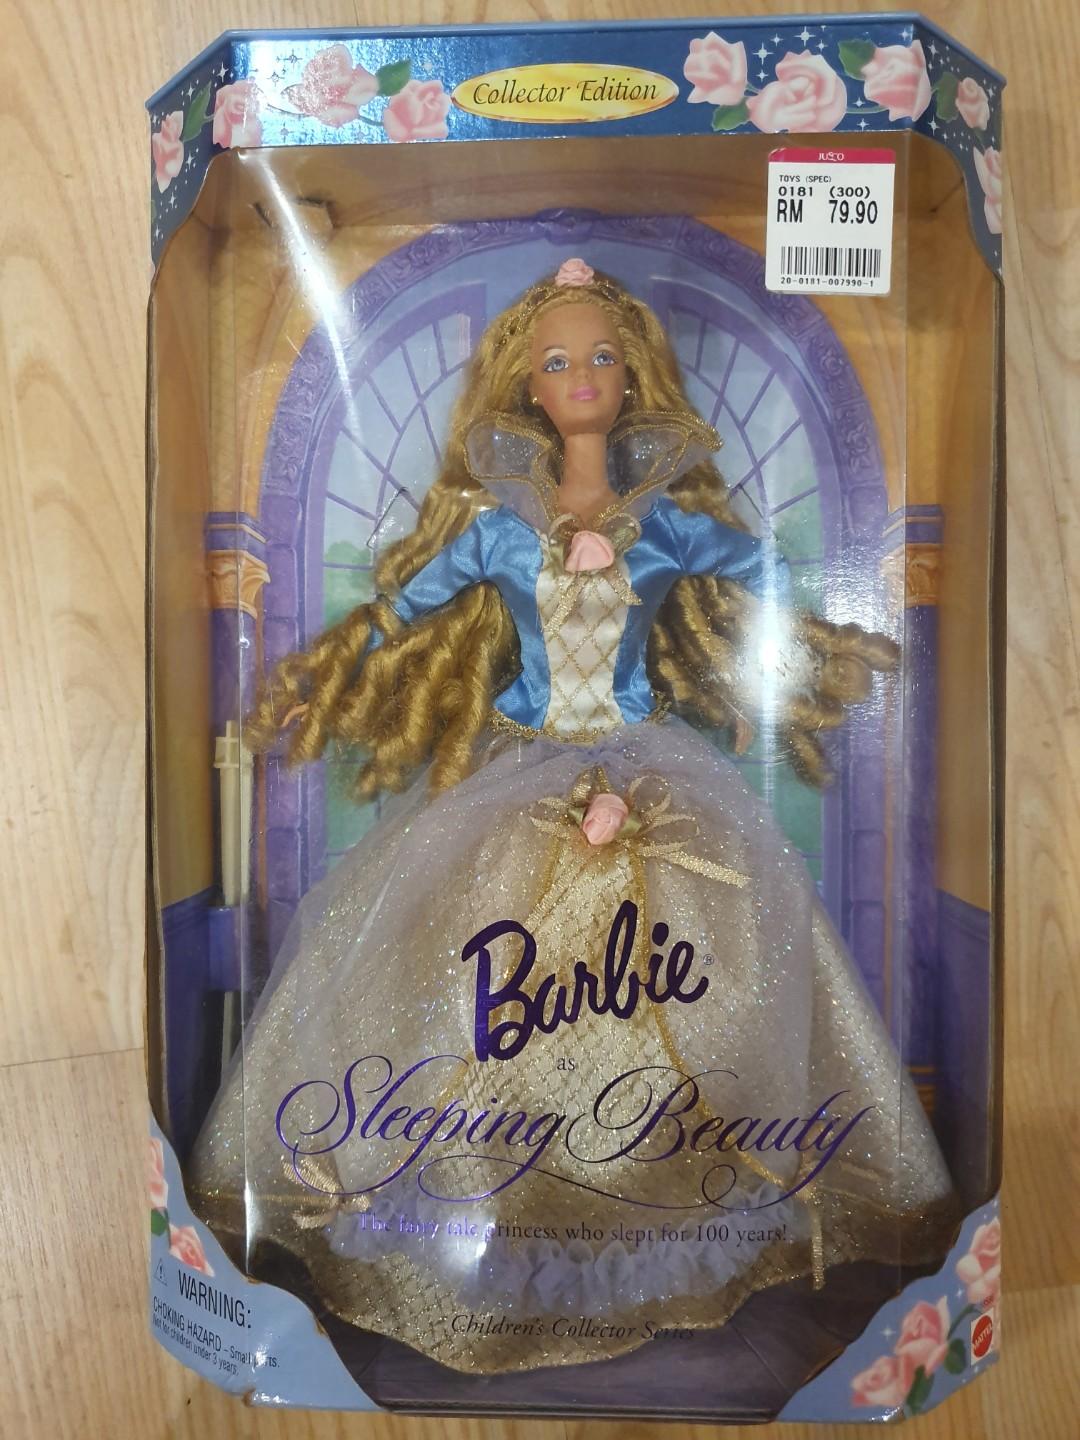 Collector Edition
JUSCO
TOYS (SPEC)
0181 (300)
RM 79.90
20-0181-007990-1
Barbie®
as
Sleeping Beauty
The fairy tale princess who slept for 100 years!
Children's Collector Series
WARNING:
CHOKING HAZARD - Small parts.
Not for children under 3 years.
MATTEL